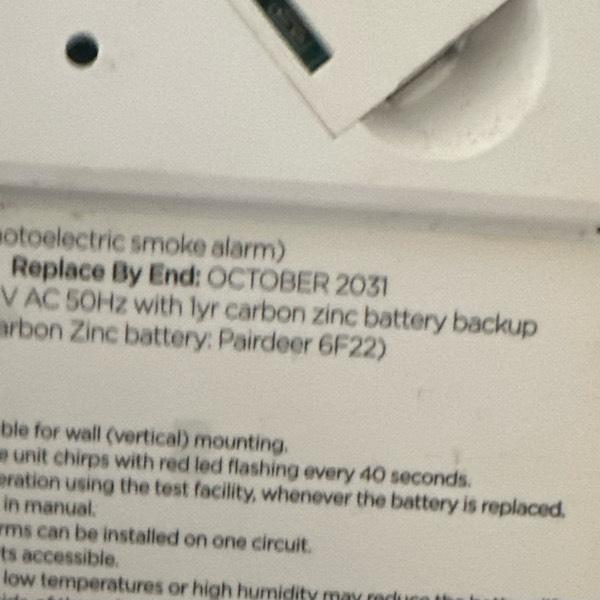 otoelectric smoke alarm)
Replace By End: OCTOBER 2031
V AC 50Hz with 1yr carbon zinc battery backup
arbon Zinc battery: Pairdeer 6F22)
ble for wall (vertical) mounting.
e unit chirps with red led flashing every 40 seconds.
eration using the test facility, whenever the battery is replaced,
in manual.
rms can be installed on one circuit.
ts accessible.
low temperatures or high humidity may reduce the